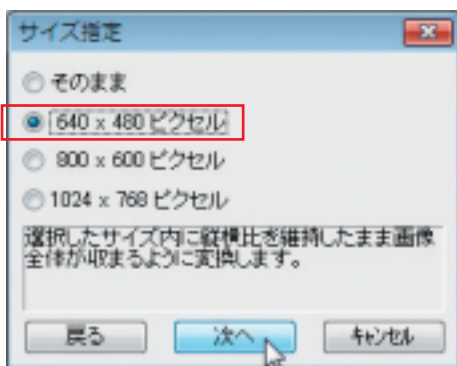 サイズ指定
そのまま
640 x 480 ピクセル
800 x 600 ピクセル
1024 x 768 ピクセル
選択したサイズ内に縦横比を維持したまま画像
全体が収まるように変換します。
戻る
次へ
キャンセル